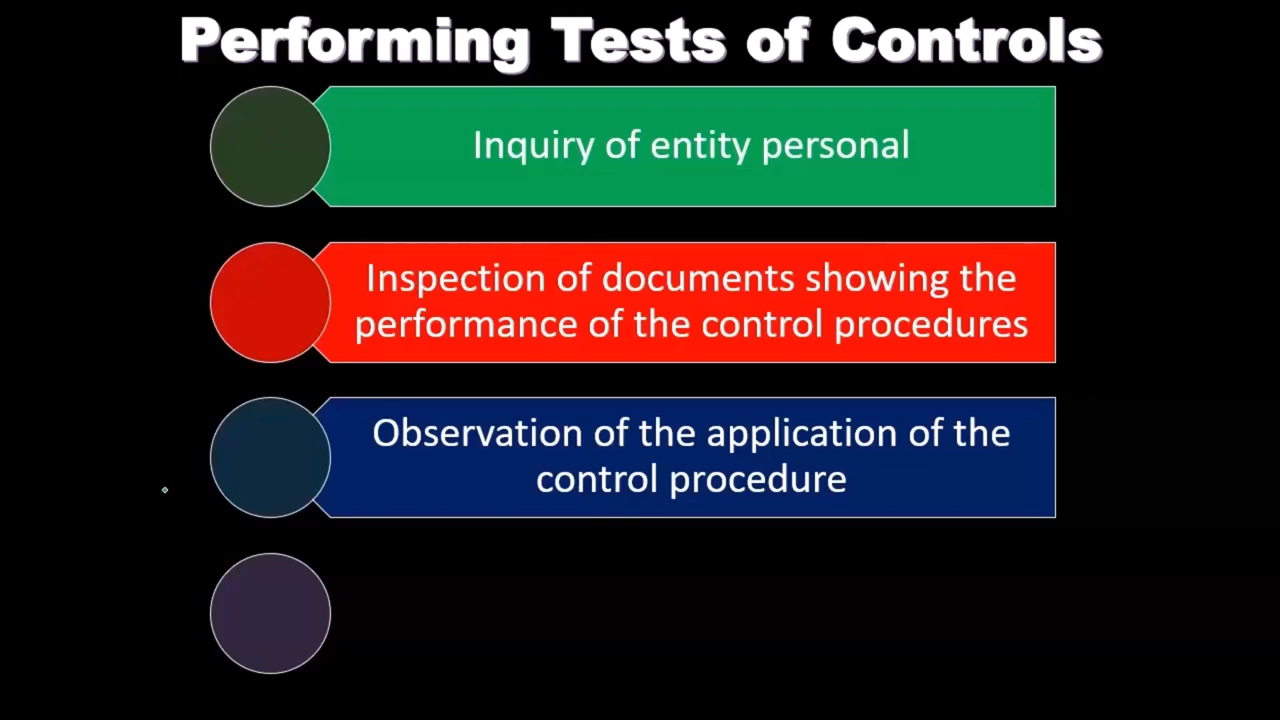 Performing Tests of Controls
Inquiry of entity personal
Inspection of documents showing the
performance of the control procedures
Observation of the application of the
control procedure